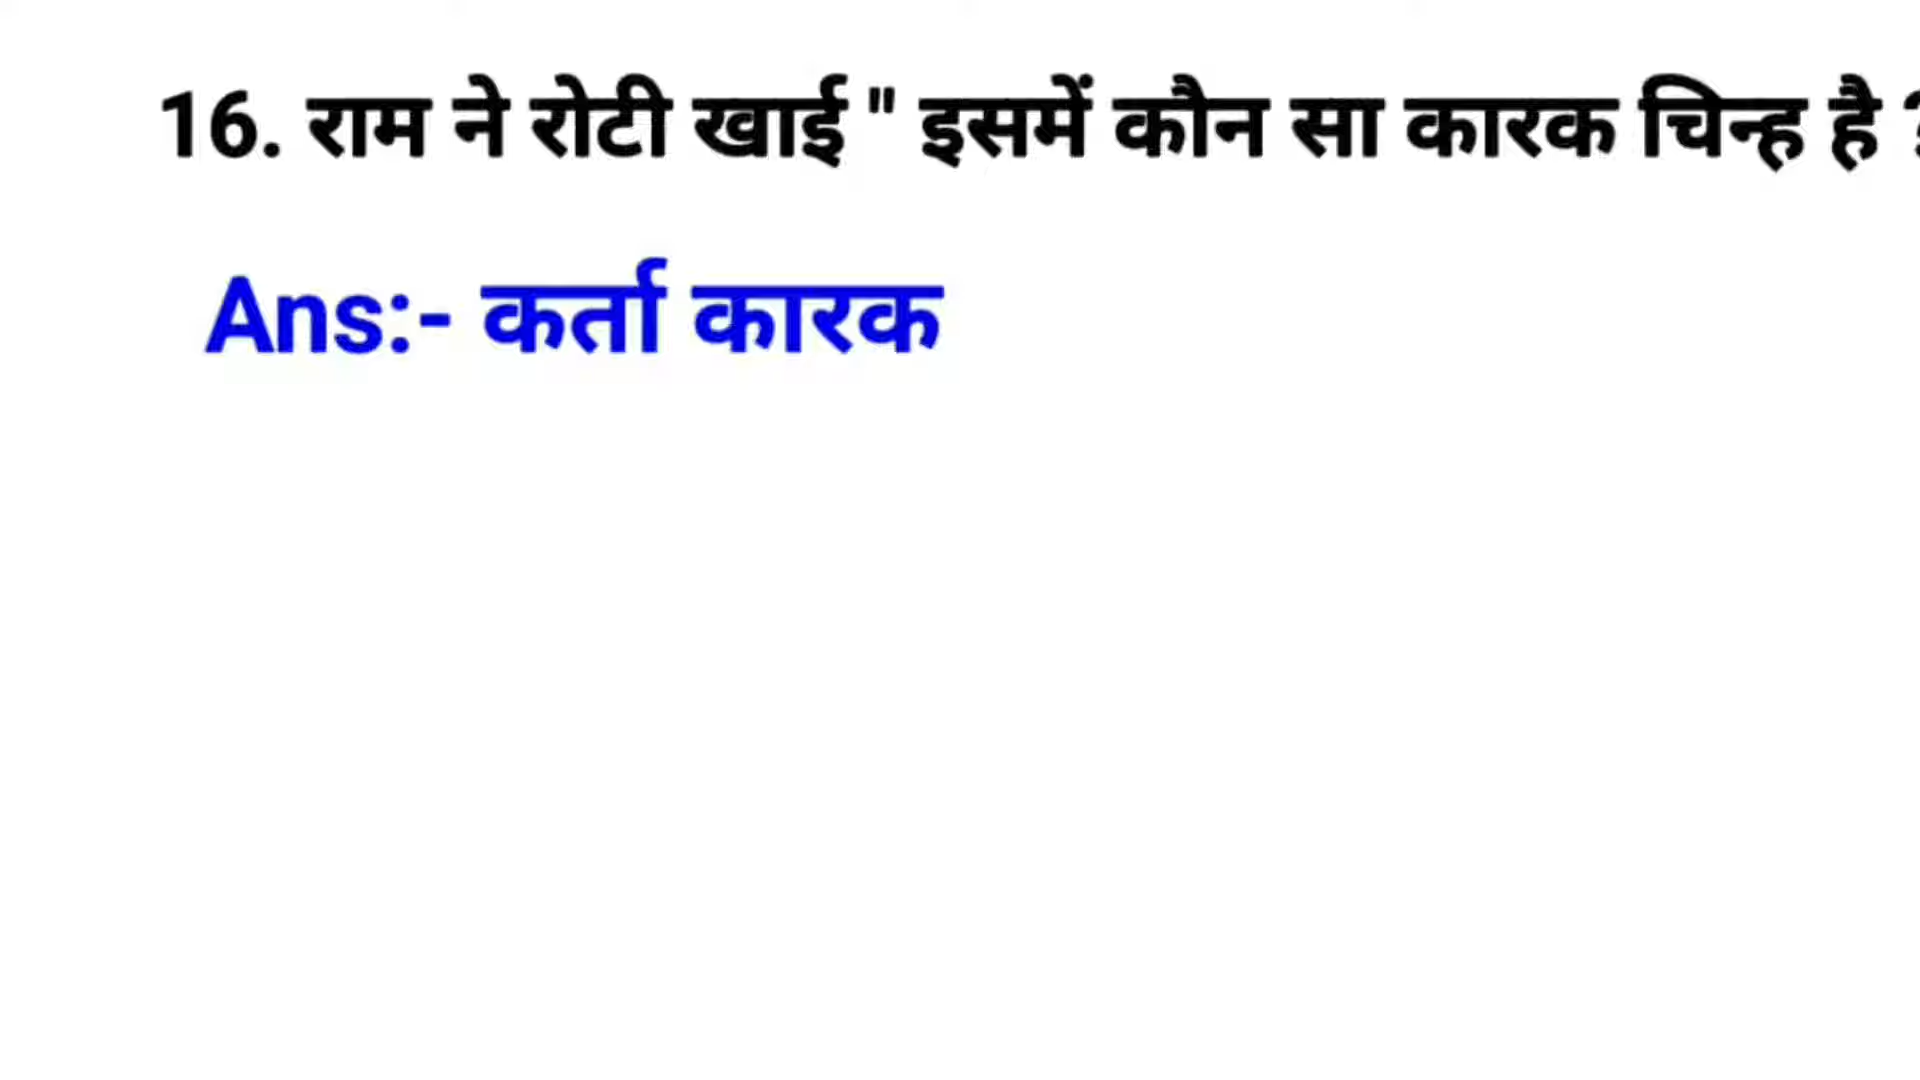 16. राम ने रोटी खाई " इसमें कौन सा कारक चिन्ह है ?
Ans:- कर्ता कारक